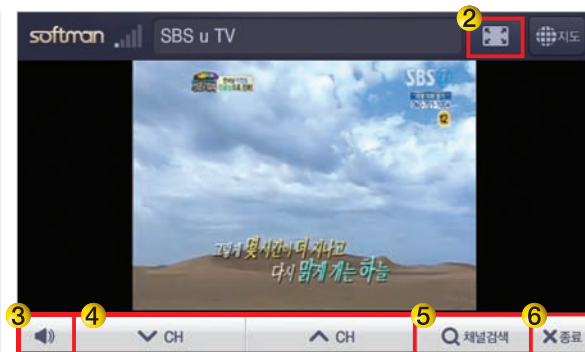 2
softman SBS u TV 지도
SBS
12
그렇게 몇 시간이 더 지나고
다시 맑게 개는 하늘
3 4 5 6
CH CH 채널검색 종료